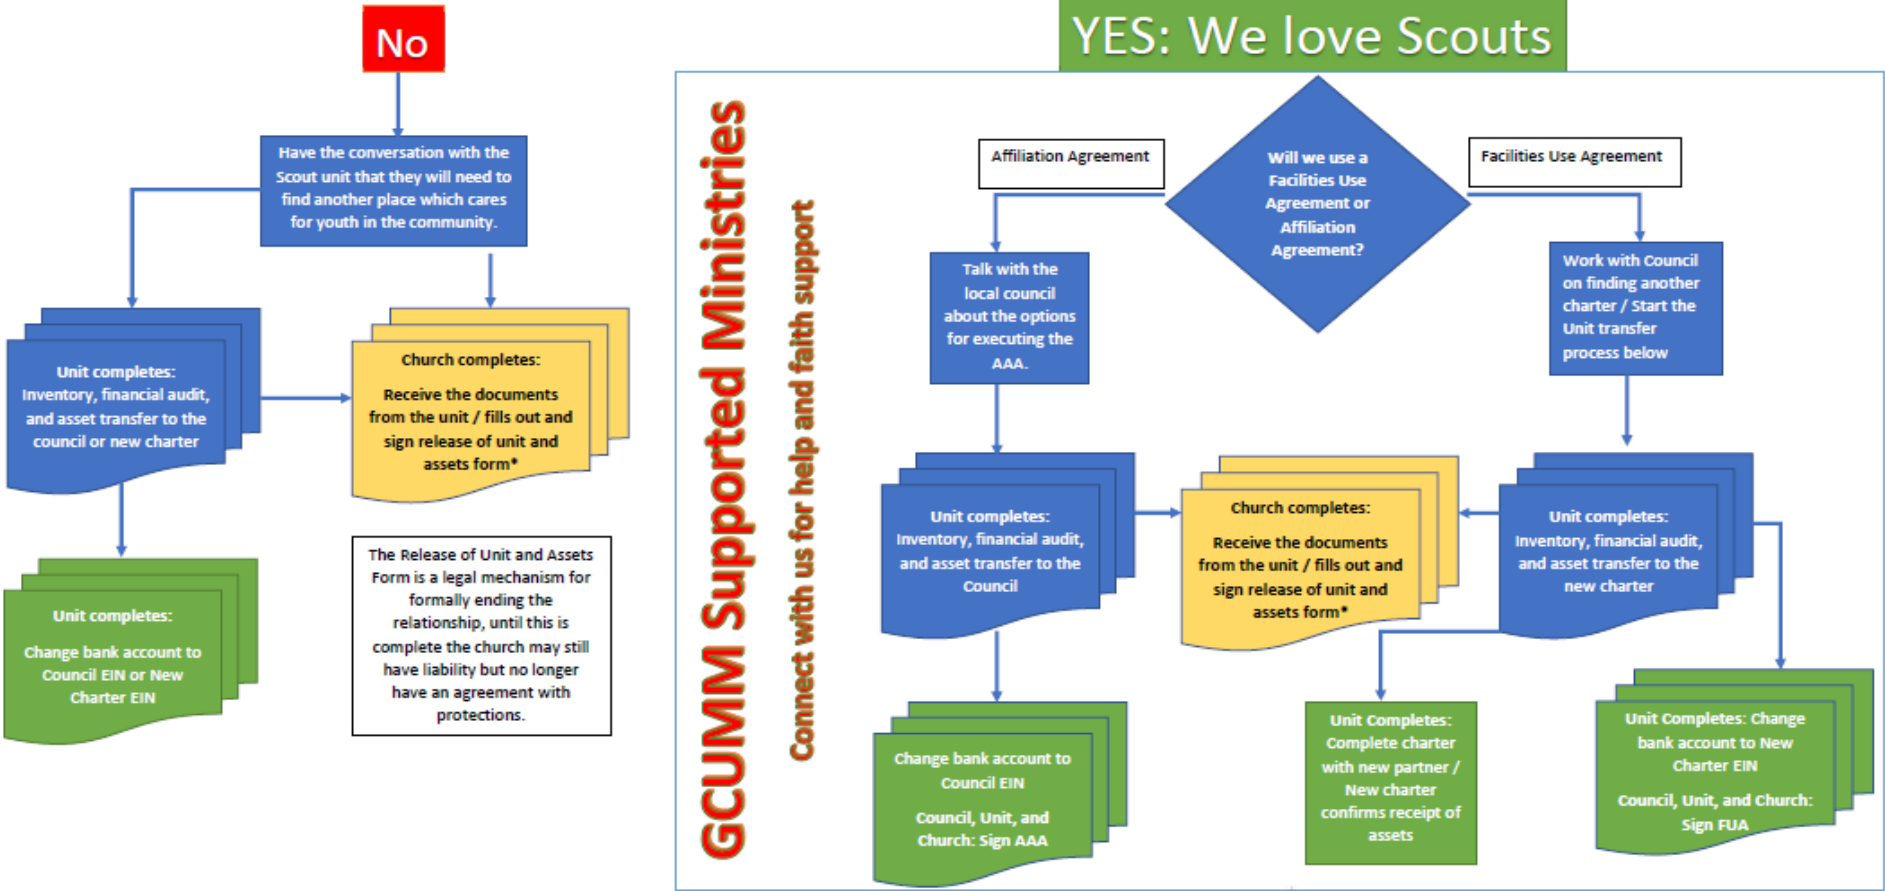 No
Have the conversation with the
Scout unit that they will need to
find another place which cares
for youth in the community.
Unit completes:
Inventory, financial audit,
and asset transfer to the
council or new charter
Church completes:
Receive the documents
from the unit / fills out and
sign release of unit and
assets form*
Unit completes:
Change bank account to
Council EIN or New
Charter EIN
The Release of Unit and Assets
Form is a legal mechanism for
formally ending the
relationship, until this is
complete the church may still
have liability but no longer
have an agreement with
protections.
YES: We love Scouts
GCUMM Supported Ministries
Connect with us for help and faith support
Affiliation Agreement
Will we use a
Facilities Use
Agreement or
Affiliation
Agreement?
Facilities Use Agreement
Talk with the
local council
about the options
for executing the
AAA.
Work with Council
on finding another
charter / Start the
Unit transfer
process below
Unit completes:
Inventory, financial audit,
and asset transfer to the
Council
Church completes:
Receive the documents
from the unit / fills out and
sign release of unit and
assets form*
Unit completes:
Inventory, financial audit,
and asset transfer to the
new charter
Change bank account to
Council EIN
Council, Unit, and
Church: Sign AAA
Unit Completes:
Complete charter
with new partner /
New charter
confirms receipt of
assets
Unit Completes: Change
bank account to New
Charter EIN
Council, Unit, and Church:
Sign FUA